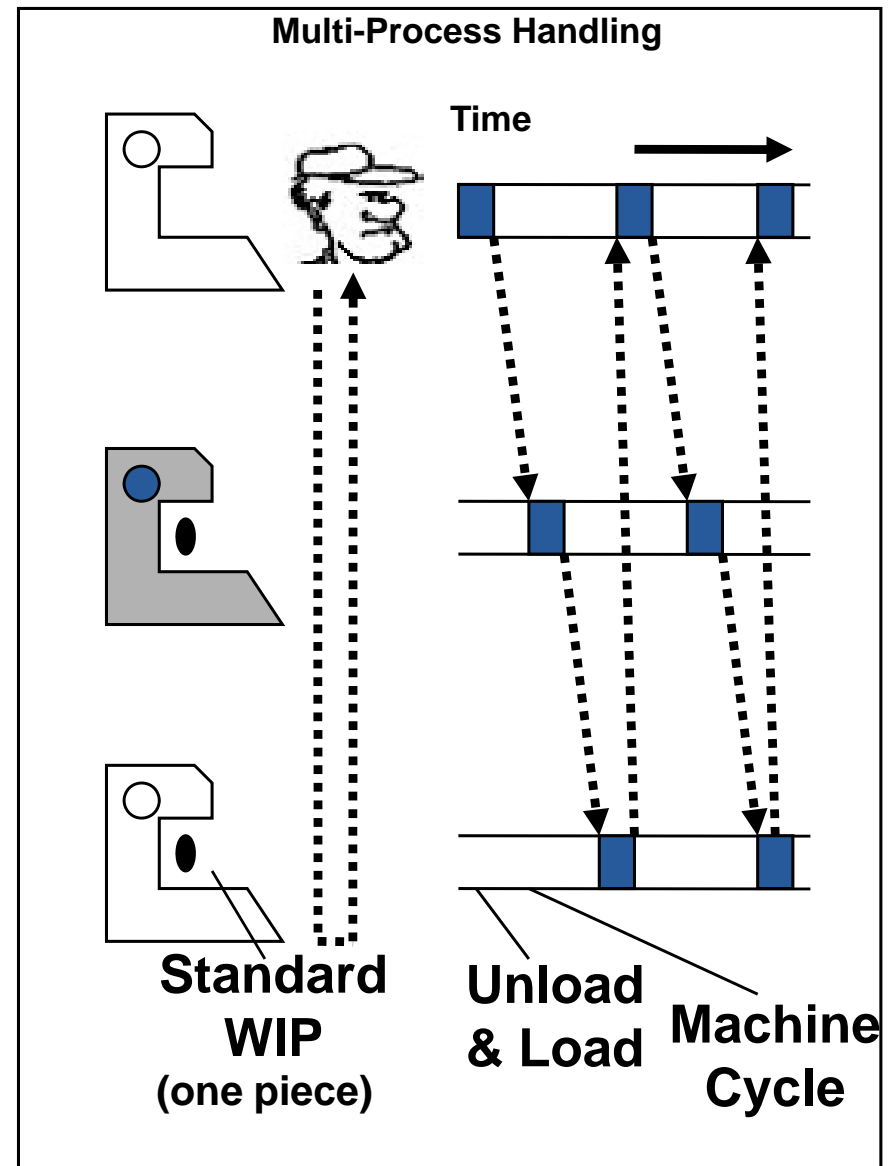 Multi-Process Handling
Time
Standard
WIP
(one piece)
Unload
& Load
Machine
Cycle